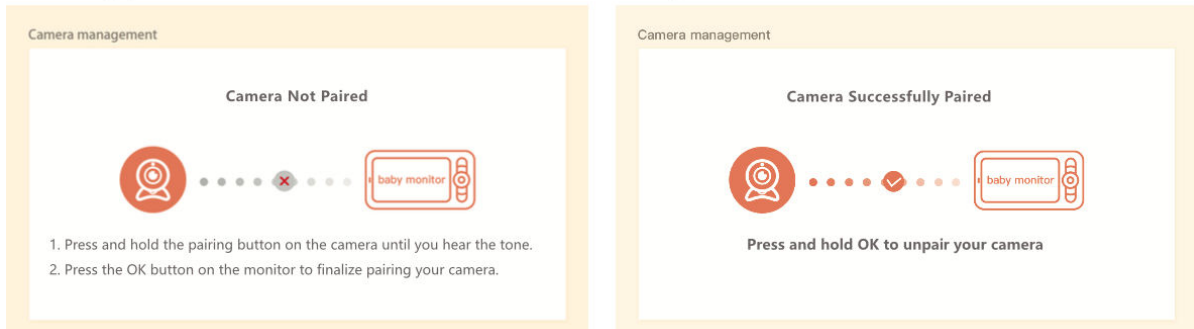 Camera management
Camera Not Paired
baby monitor
1. Press and hold the pairing button on the camera until you hear the tone.
2. Press the OK button on the monitor to finalize pairing your camera.
Camera management
Camera Successfully Paired
baby monitor
Press and hold OK to unpair your camera